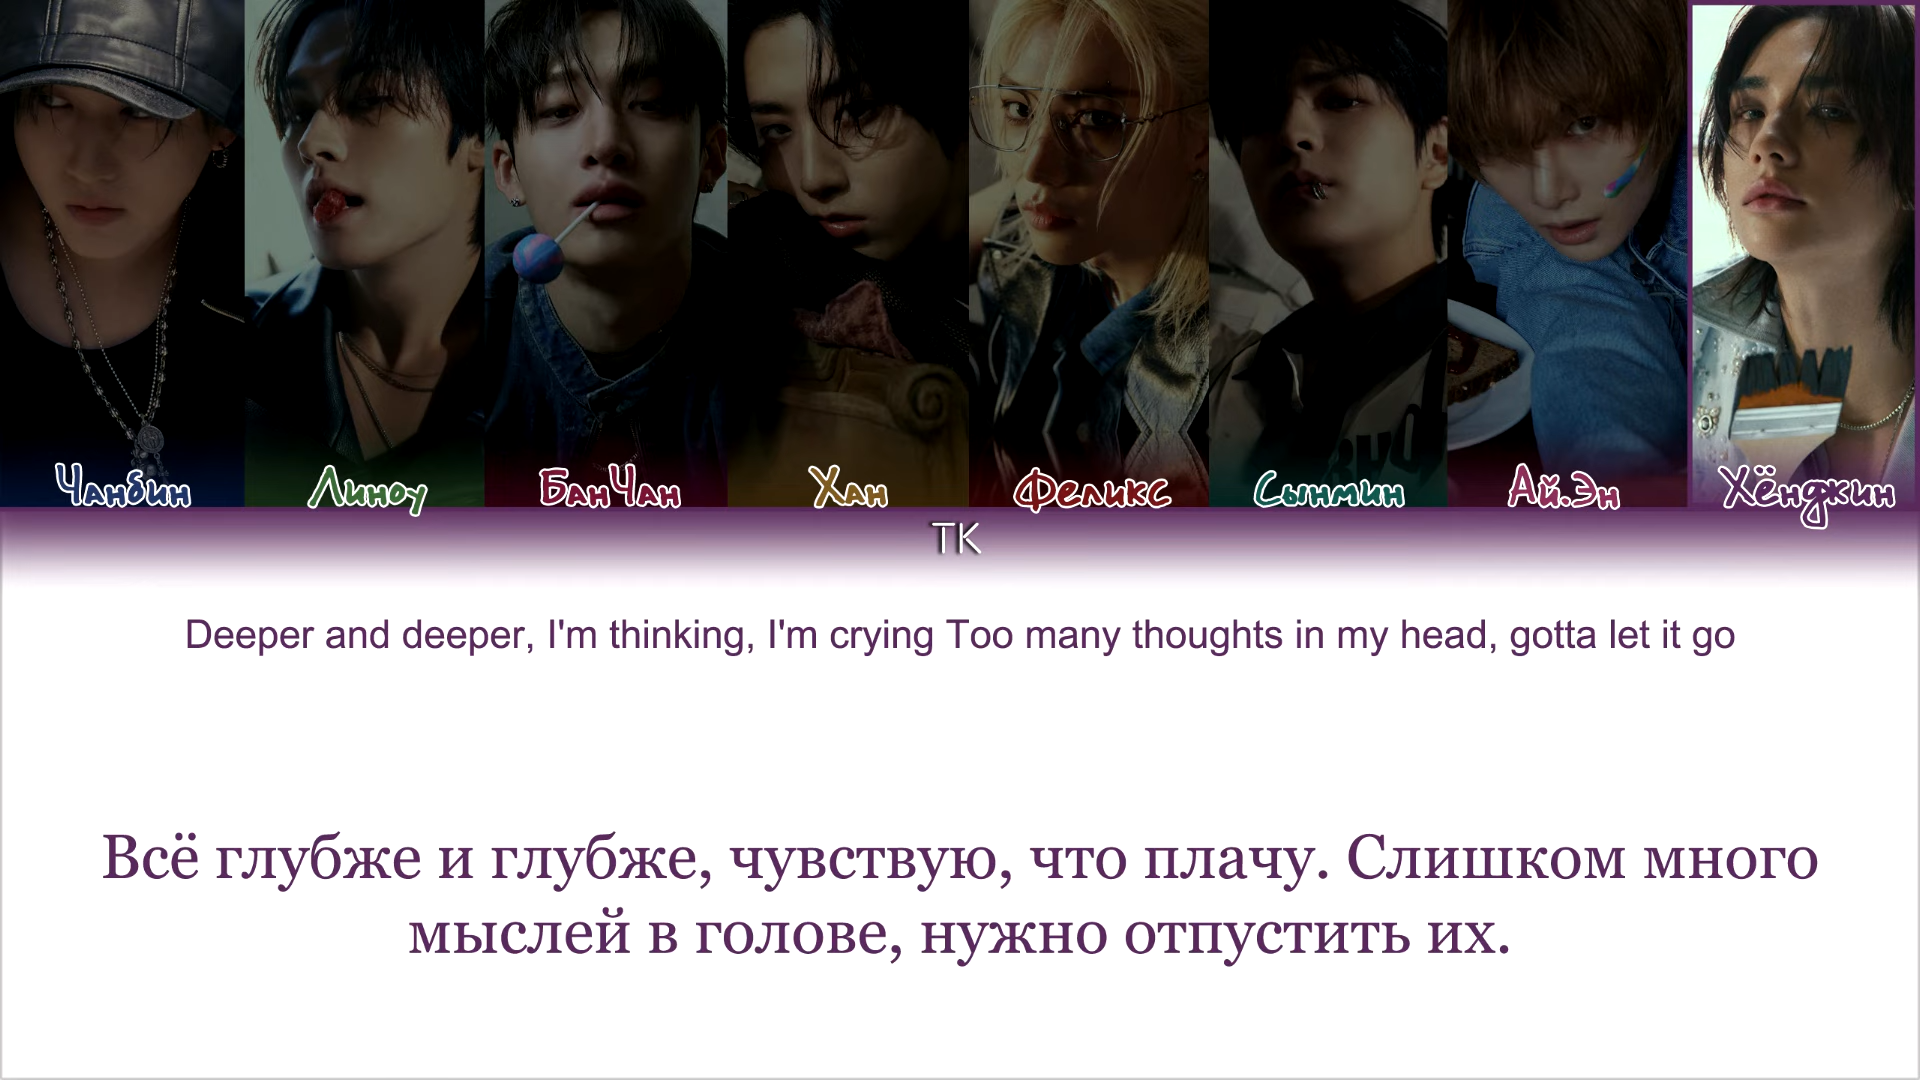 Чанбин
Лиnоу
БанЧан
Хан
Феликс
Сынмин
Ай.Эн
Хёнджин
TK
Deeper and deeper, I'm thinking, I'm crying Too many thoughts in my head, gotta let it go
Всё глубже и глубже, чувствую, что плачу. Слишком много
мыслей в голове, нужно отпустить их.